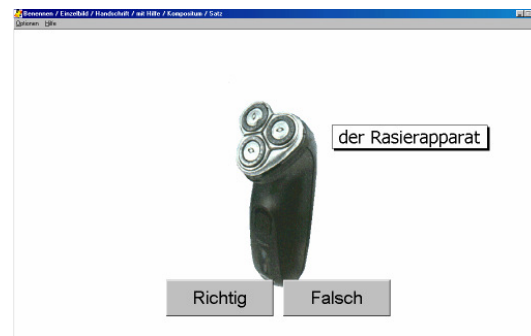 Benennen / Einzelbild / Handschrift / mit Hilfe / Kompositum / Satz
Optionen Hilfe
der Rasierapparat
Richtig Falsch